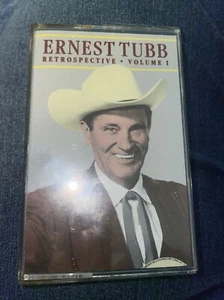 ERNEST TUBB
RETROSPECTIVE • VOLUME 1